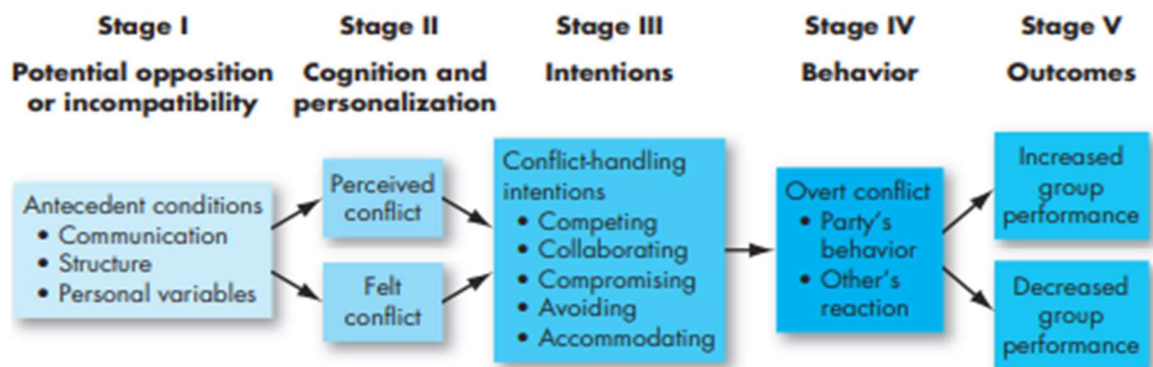 Stage I
Potential opposition
or incompatibility
Antecedent conditions
• Communication
• Structure
• Personal variables
Stage II
Cognition and
personalization
Perceived
conflict
Felt
conflict
Stage III
Intentions
Conflict-handling
intentions
• Competing
• Collaborating
• Compromising
• Avoiding
• Accommodating
Stage IV
Behavior
Overt conflict
• Party's
behavior
• Other's
reaction
Stage V
Outcomes
Increased
group
performance
Decreased
group
performance